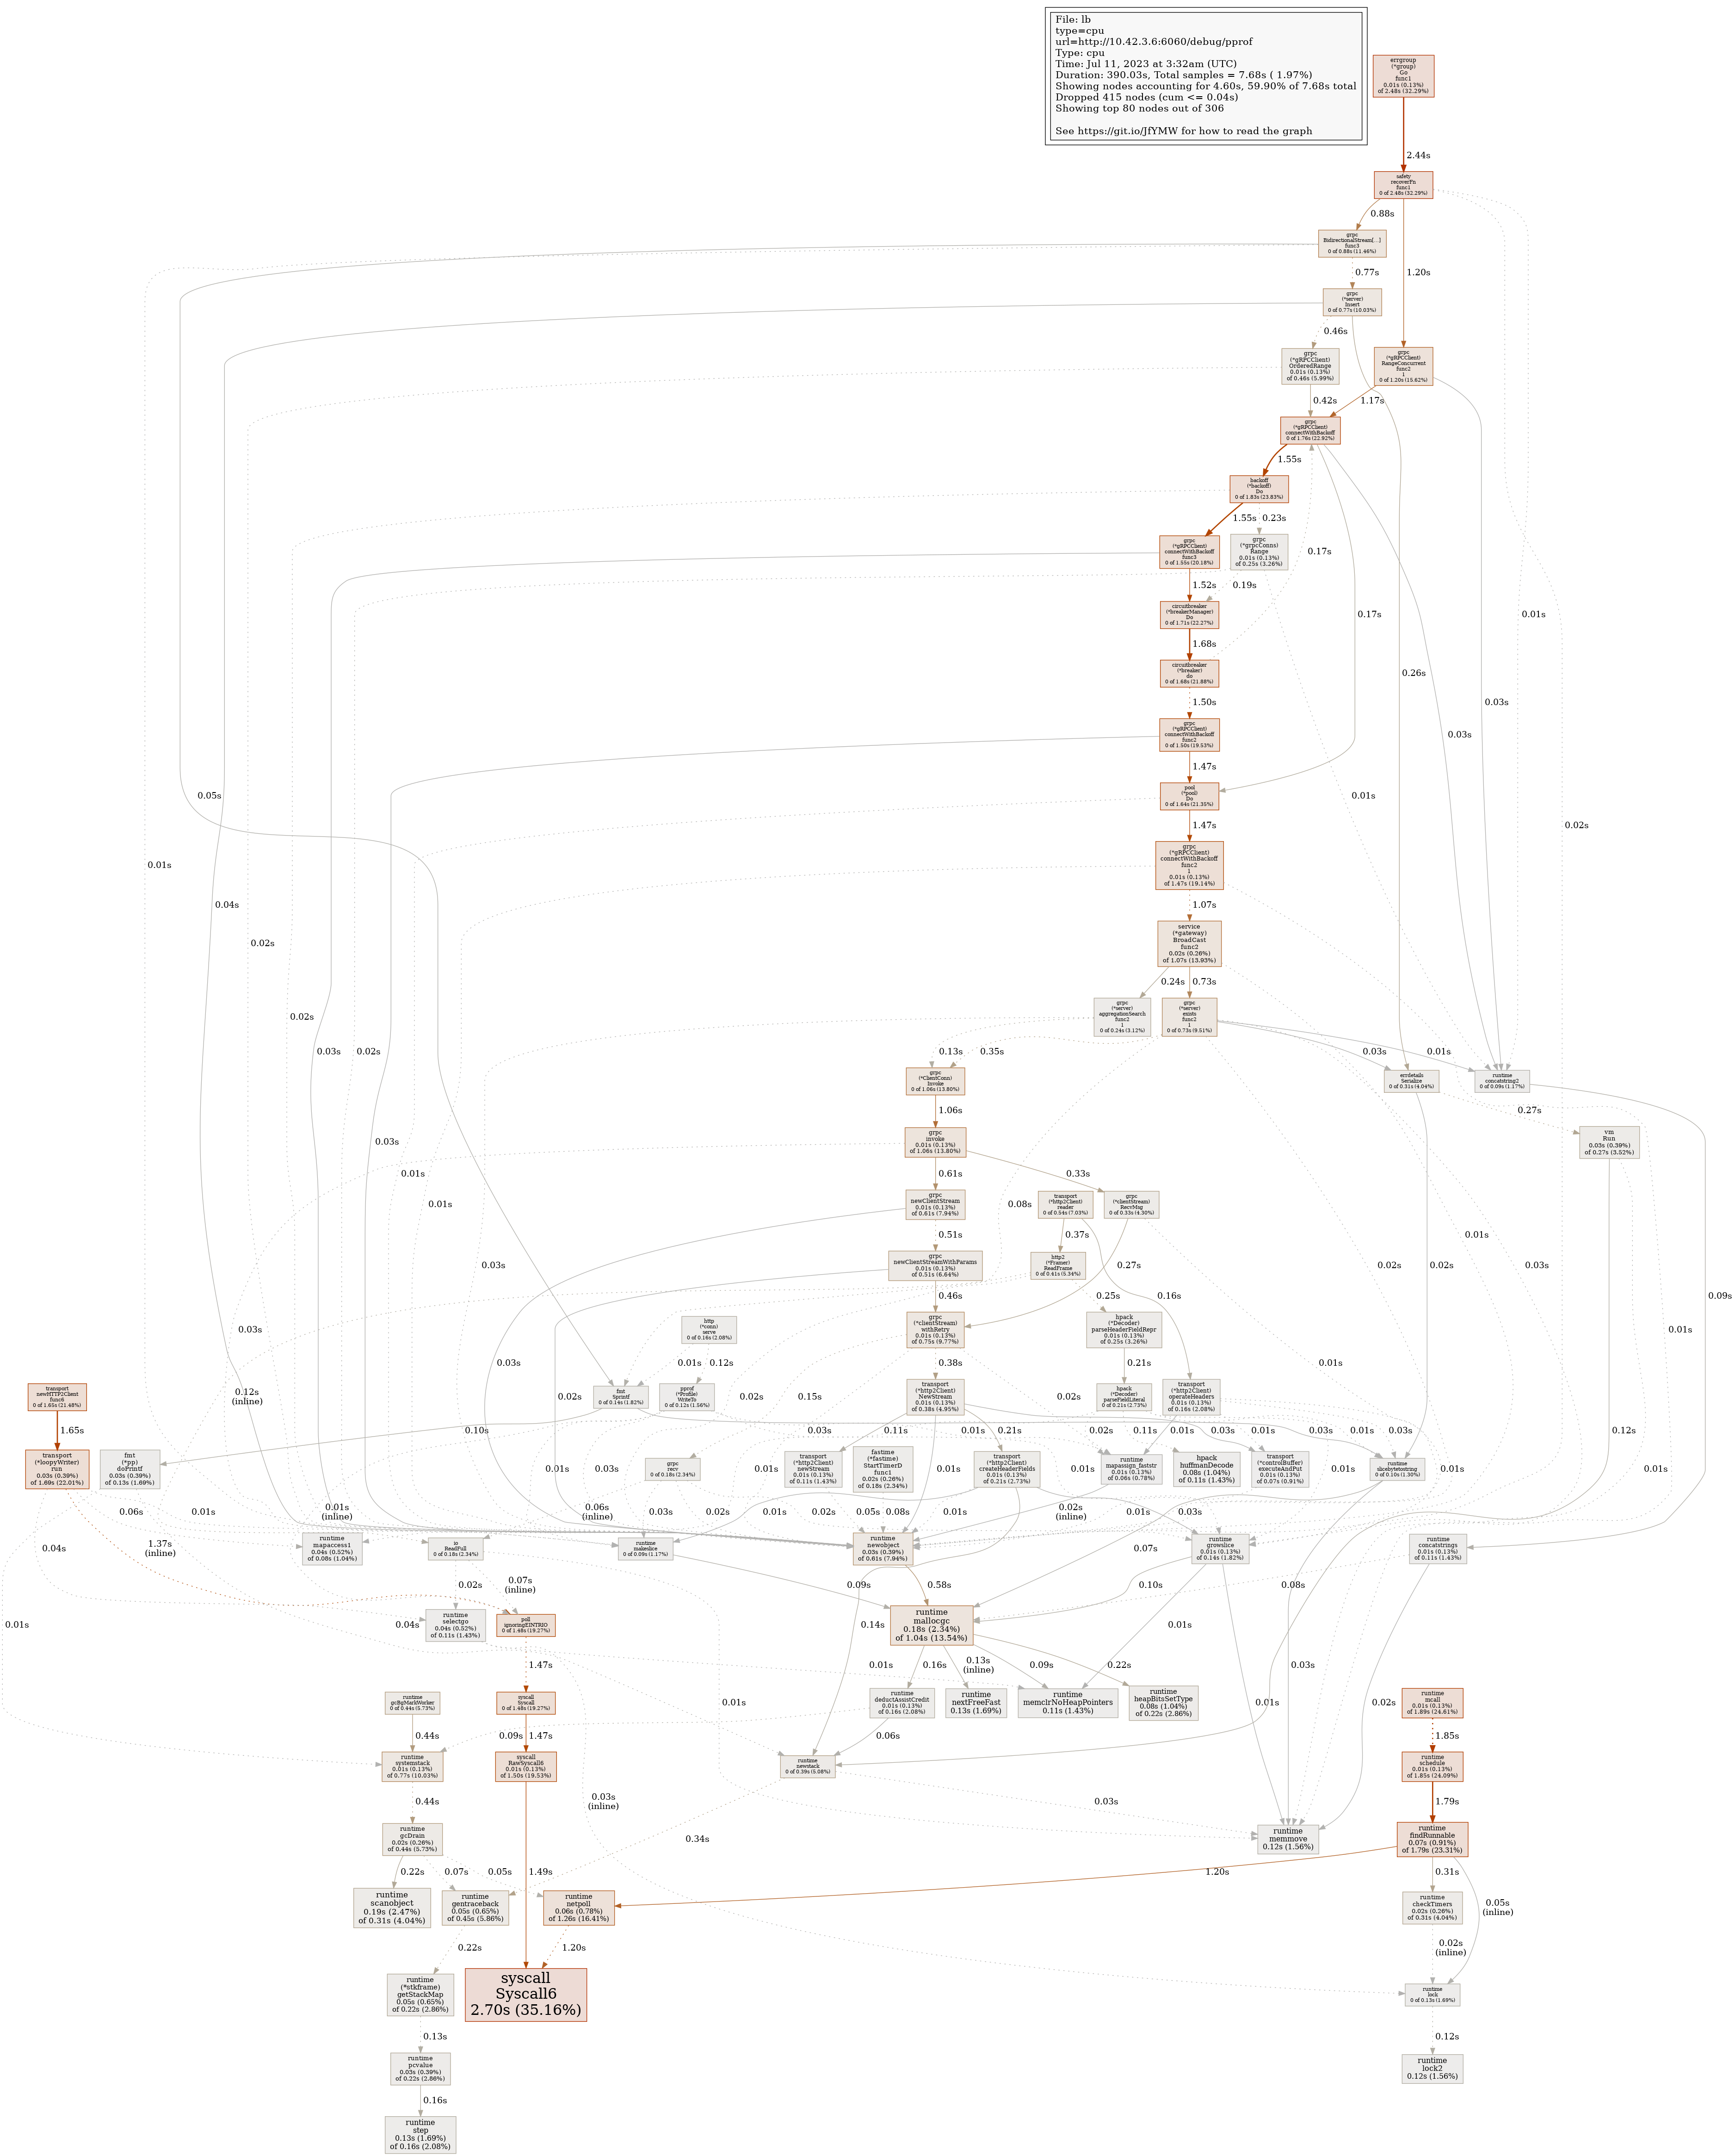 File: lb
type=cpu
url=http://10.42.3.6:6060/debug/pprof
Type: cpu
Time: Jul 11, 2023 at 3:32am (UTC)
Duration: 390.03s, Total samples = 7.68s ( 1.97%)
Showing nodes accounting for 4.60s, 59.90% of 7.68s total
Dropped 415 nodes (cum <= 0.04s)
Showing top 80 nodes out of 306
See https://git.io/JfYMW for how to read the graph
errgroup
(*group)
Go
func1
0.01s (0.13%)
of 2.48s (32.29%)
2.44s
safety
recoverFn
func1
0 of 2.48s (32.29%)
0.88s
grpc
BidirectionalStream[...]
func3
0 of 0.88s (11.46%)
0.77s
1.20s
grpc
(*server)
Insert
0 of 0.77s (10.03%)
0.46s
grpc
(*gRPCClient)
OrderedRange
0.01s (0.13%)
of 0.46s (5.99%)
grpc
(*gRPCClient)
RangeConcurrent
func2
1
0 of 1.20s (15.62%)
0.42s
1.17s
grpc
(*gRPCClient)
connectWithBackoff
0 of 1.76s (22.92%)
1.55s
backoff
(*backoff)
Do
0 of 1.83s (23.83%)
1.55s
0.23s
grpc
(*gRPCClient)
connectWithBackoff
func3
0 of 1.55s (20.18%)
grpc
(*grpcConns)
Range
0.01s (0.13%)
of 0.25s (3.26%)
0.17s
1.52s
0.19s
circuitbreaker
(*breakerManager)
Do
0 of 1.71s (22.27%)
0.17s
0.01s
1.68s
circuitbreaker
(*breaker)
do
0 of 1.68s (21.88%)
0.26s
1.50s
0.03s
0.03s
grpc
(*gRPCClient)
connectWithBackoff
func2
0 of 1.50s (19.53%)
1.47s
pool
(*pool)
Do
0 of 1.64s (21.35%)
0.05s
0.01s
1.47s
0.02s
grpc
(*gRPCClient)
connectWithBackoff
func2
1
0.01s (0.13%)
of 1.47s (19.14%)
0.01s
0.04s
1.07s
service
(*gateway)
BroadCast
func2
0.02s (0.26%)
of 1.07s (13.93%)
0.02s
0.24s
0.73s
grpc
(*server)
aggregationSearch
func2
1
0 of 0.24s (3.12%)
grpc
(*server)
exists
func2
1
0 of 0.73s (9.51%)
0.02s
0.03s
0.02s
0.13s
0.35s
0.03s
0.01s
grpc
(*ClientConn)
Invoke
0 of 1.06s (13.80%)
errdetails
Serialize
0 of 0.31s (4.04%)
runtime
concatstring2
0 of 0.09s (1.17%)
1.06s
0.27s
grpc
invoke
0.01s (0.13%)
of 1.06s (13.80%)
vm
Run
0.03s (0.39%)
of 0.27s (3.52%)
0.03s
0.01s
0.01s
0.61s
0.33s
grpc
newClientStream
0.01s (0.13%)
of 0.61s (7.94%)
transport
(*http2Client)
reader
0 of 0.54s (7.03%)
grpc
(*clientStream)
RecvMsg
0 of 0.33s (4.30%)
0.08s
0.51s
0.37s
0.01s
0.02s
0.03s
0.02s
grpc
newClientStreamWithParams
0.01s (0.13%)
of 0.51s (6.64%)
http2
(*Framer)
ReadFrame
0 of 0.41s (5.34%)
0.03s
0.27s
0.46s
0.25s
0.16s
0.09s
http
(*conn)
serve
0 of 0.16s (2.08%)
grpc
(*clientStream)
withRetry
0.01s (0.13%)
of 0.75s (9.77%)
hpack
(*Decoder)
parseHeaderFieldRepr
0.01s (0.13%)
of 0.25s (3.26%)
0.03s
0.01s
0.12s
0.38s
0.21s
0.01s
0.01s
transport
newHTTP2Client
func6
0 of 1.65s (21.48%)
0.12s
(inline)
fmt
Sprintf
0 of 0.14s (1.82%)
pprof
(*Profile)
WriteTo
0 of 0.12s (1.56%)
0.02s
0.02s
0.15s
transport
(*http2Client)
NewStream
0.01s (0.13%)
of 0.38s (4.95%)
0.02s
hpack
(*Decoder)
parseFieldLiteral
0 of 0.21s (2.73%)
transport
(*http2Client)
operateHeaders
0.01s (0.13%)
of 0.16s (2.08%)
1.65s
0.10s
0.03s
0.11s
0.01s
0.21s
0.02s
0.11s
0.01s
0.03s
0.01s
0.03s
0.03s
0.12s
transport
(*loopyWriter)
run
0.03s (0.39%)
of 1.69s (22.01%)
fmt
(*pp)
doPrintf
0.03s (0.39%)
of 0.13s (1.69%)
0.01s
0.03s
grpc
recv
0 of 0.18s (2.34%)
0.01s
transport
(*http2Client)
newStream
0.01s (0.13%)
of 0.11s (1.43%)
fastime
(*fastime)
StartTimerD
func1
0.02s (0.26%)
of 0.18s (2.34%)
0.01s
transport
(*http2Client)
createHeaderFields
0.01s (0.13%)
of 0.21s (2.73%)
0.01s
runtime
mapassign_faststr
0.01s (0.13%)
of 0.06s (0.78%)
hpack
huffmanDecode
0.08s (1.04%)
of 0.11s (1.43%)
transport
(*controlBuffer)
executeAndPut
0.01s (0.13%)
of 0.07s (0.91%)
0.01s
runtime
slicebytetostring
0 of 0.10s (1.30%)
0.01s
0.01s
0.06s
0.01s
0.01s
(inline)
0.06s
(inline)
0.03s
0.02s
0.01s
0.02s
0.05s
0.08s
0.01s
0.02s
(inline)
0.01s
0.03s
0.04s
1.37s
(inline)
runtime
mapaccess1
0.04s (0.52%)
of 0.08s (1.04%)
io
ReadFull
0 of 0.18s (2.34%)
runtime
makeslice
0 of 0.09s (1.17%)
runtime
newobject
0.03s (0.39%)
of 0.61s (7.94%)
0.07s
runtime
growslice
0.01s (0.13%)
of 0.14s (1.82%)
runtime
concatstrings
0.01s (0.13%)
of 0.11s (1.43%)
0.02s
0.07s
(inline)
0.09s
0.58s
0.10s
0.08s
0.01s
runtime
selectgo
0.04s (0.52%)
of 0.11s (1.43%)
poll
ignoringEINTRIO
0 of 1.48s (19.27%)
0.04s
runtime
mallocgc
0.18s (2.34%)
of 1.04s (13.54%)
0.14s
0.01s
1.47s
0.01s
0.16s
0.13s
(inline)
0.09s
0.22s
0.03s
runtime
gcBgMarkWorker
0 of 0.44s (5.73%)
syscall
Syscall
0 of 1.48s (19.27%)
0.01s
runtime
deductAssistCredit
0.01s (0.13%)
of 0.16s (2.08%)
runtime
nextFreeFast
0.13s (1.69%)
runtime
memclrNoHeapPointers
0.11s (1.43%)
runtime
heapBitsSetType
0.08s (1.04%)
of 0.22s (2.86%)
0.01s
0.02s
runtime
mcall
0.01s (0.13%)
of 1.89s (24.61%)
0.44s
1.47s
0.09s
0.06s
1.85s
runtime
systemstack
0.01s (0.13%)
of 0.77s (10.03%)
syscall
RawSyscall6
0.01s (0.13%)
of 1.50s (19.53%)
runtime
newstack
0 of 0.39s (5.08%)
runtime
schedule
0.01s (0.13%)
of 1.85s (24.09%)
0.44s
0.03s
(inline)
0.03s
1.79s
runtime
gcDrain
0.02s (0.26%)
of 0.44s (5.73%)
0.34s
runtime
memmove
0.12s (1.56%)
runtime
findRunnable
0.07s (0.91%)
of 1.79s (23.31%)
0.22s
0.07s
0.05s
1.49s
1.20s
0.31s
0.05s
(inline)
runtime
scanobject
0.19s (2.47%)
of 0.31s (4.04%)
runtime
gentraceback
0.05s (0.65%)
of 0.45s (5.86%)
runtime
netpoll
0.06s (0.78%)
of 1.26s (16.41%)
runtime
checkTimers
0.02s (0.26%)
of 0.31s (4.04%)
0.22s
1.20s
0.02s
(inline)
runtime
(*stkframe)
getStackMap
0.05s (0.65%)
of 0.22s (2.86%)
syscall
Syscall6
2.70s (35.16%)
runtime
lock
0 of 0.13s (1.69%)
0.13s
0.12s
runtime
pcvalue
0.03s (0.39%)
of 0.22s (2.86%)
runtime
lock2
0.12s (1.56%)
0.16s
runtime
step
0.13s (1.69%)
of 0.16s (2.08%)